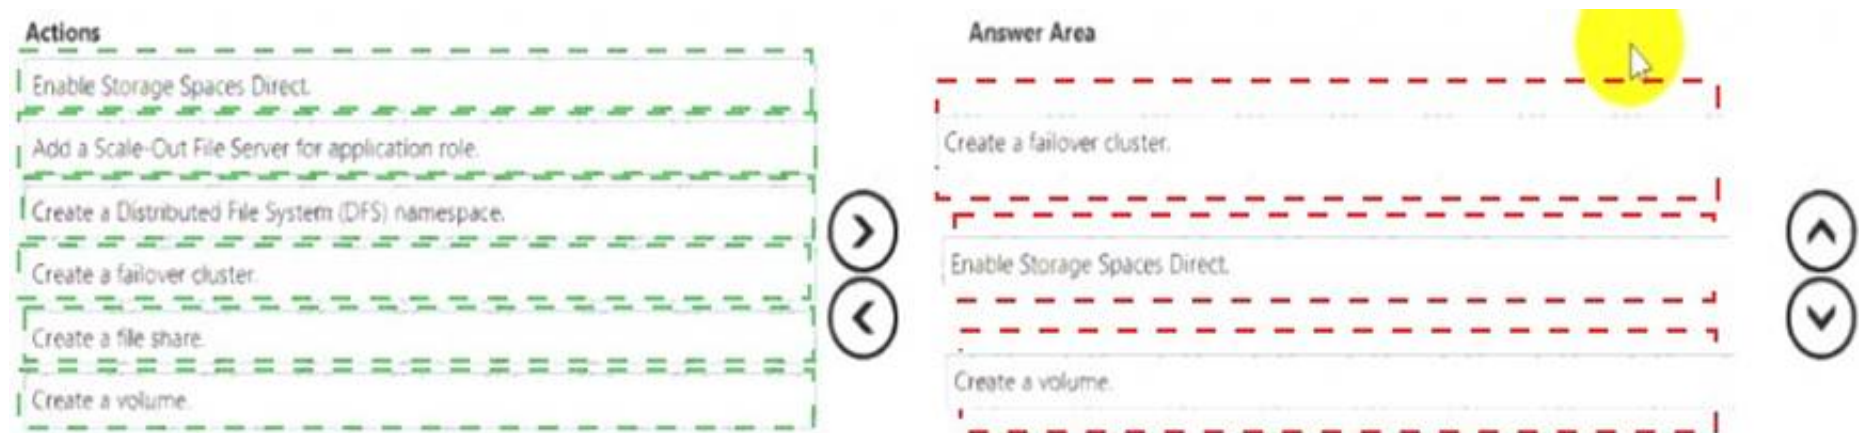 Actions
Enable Storage Spaces Direct.
Add a Scale-Out File Server for application role.
Create a Distributed File System (DFS) namespace.
Create a failover cluster.
Create a file share.
Create a volume.
Answer Area
Create a failover cluster.
Enable Storage Spaces Direct.
Create a volume.